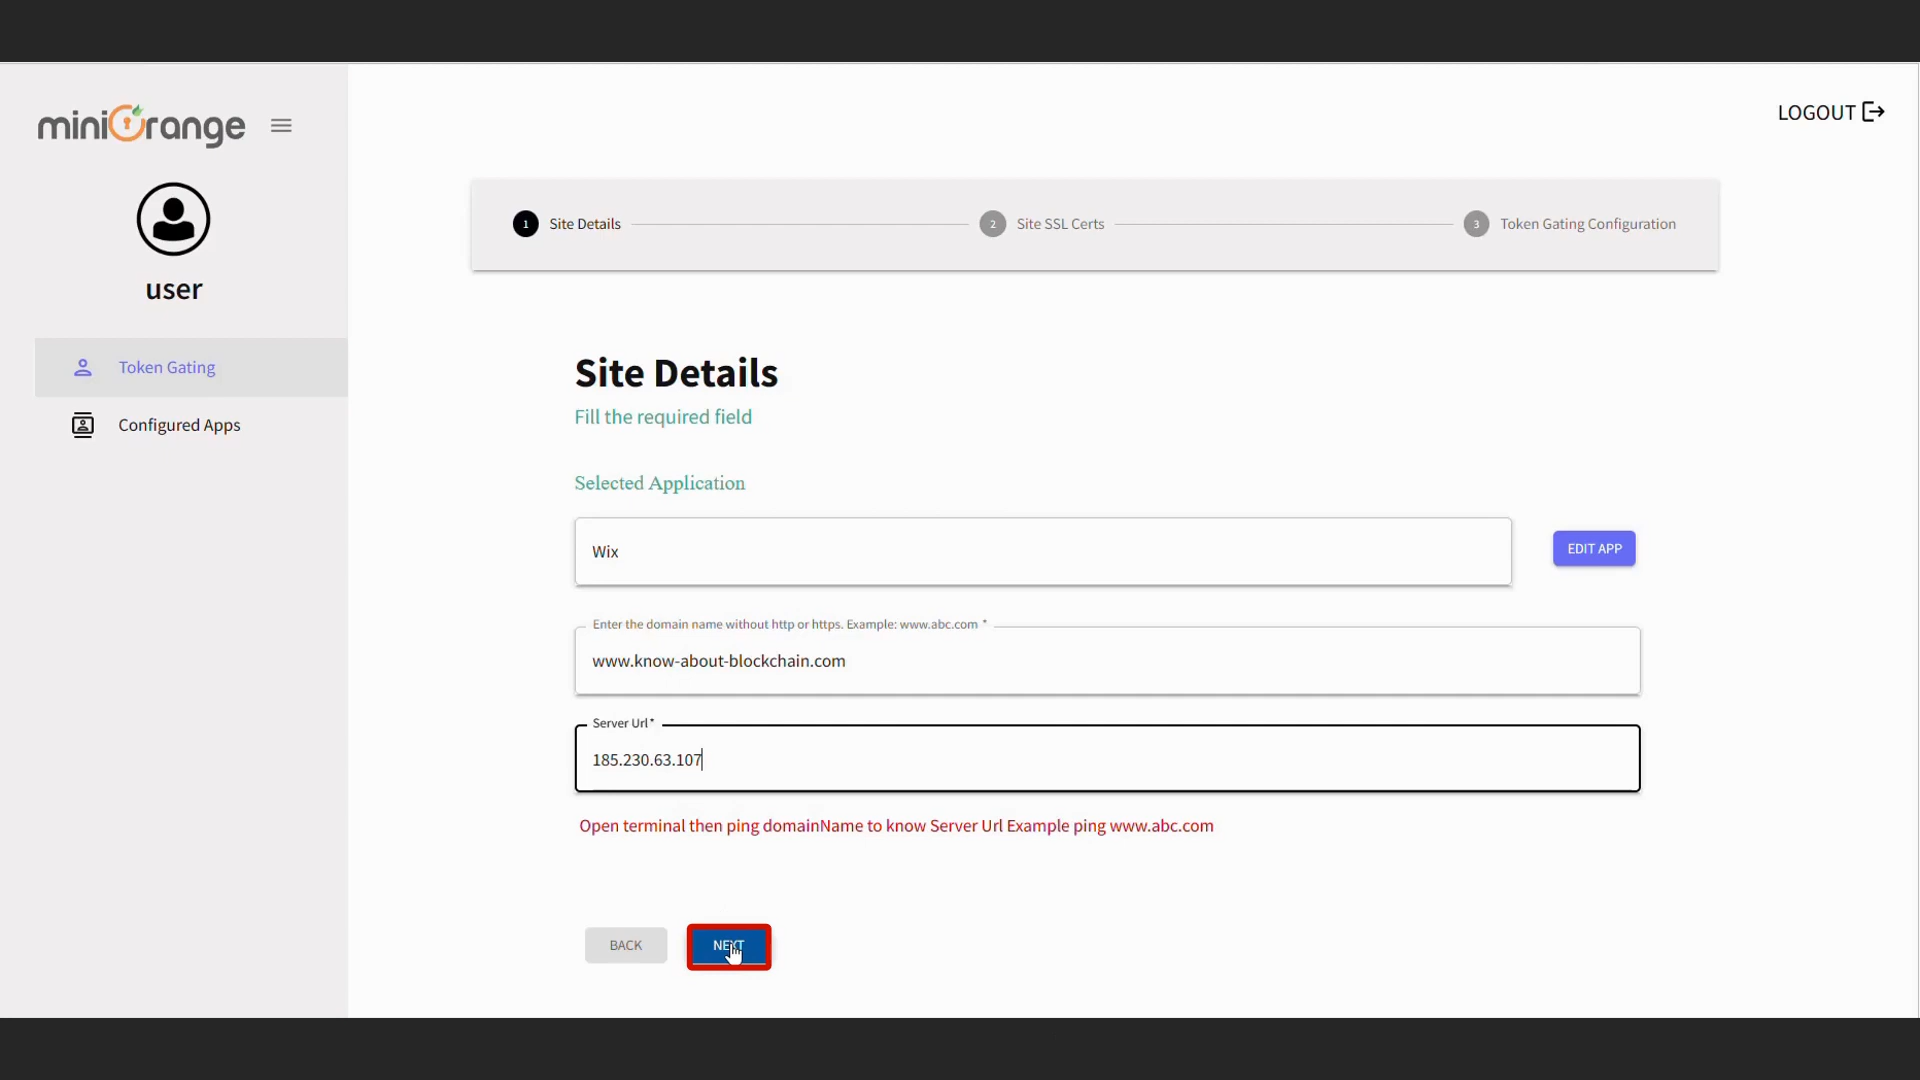 miniOrange
LOGOUT
user
Token Gating
Configured Apps
1 Site Details
2 Site SSL Certs
3 Token Gating Configuration
Site Details
Fill the required field
Selected Application
Wix
EDIT APP
Enter the domain name without http or https. Example: www.abc.com *
www.know-about-blockchain.com
Server Url *
185.230.63.107
Open terminal then ping domainName to know Server Url Example ping www.abc.com
BACK
NEXT